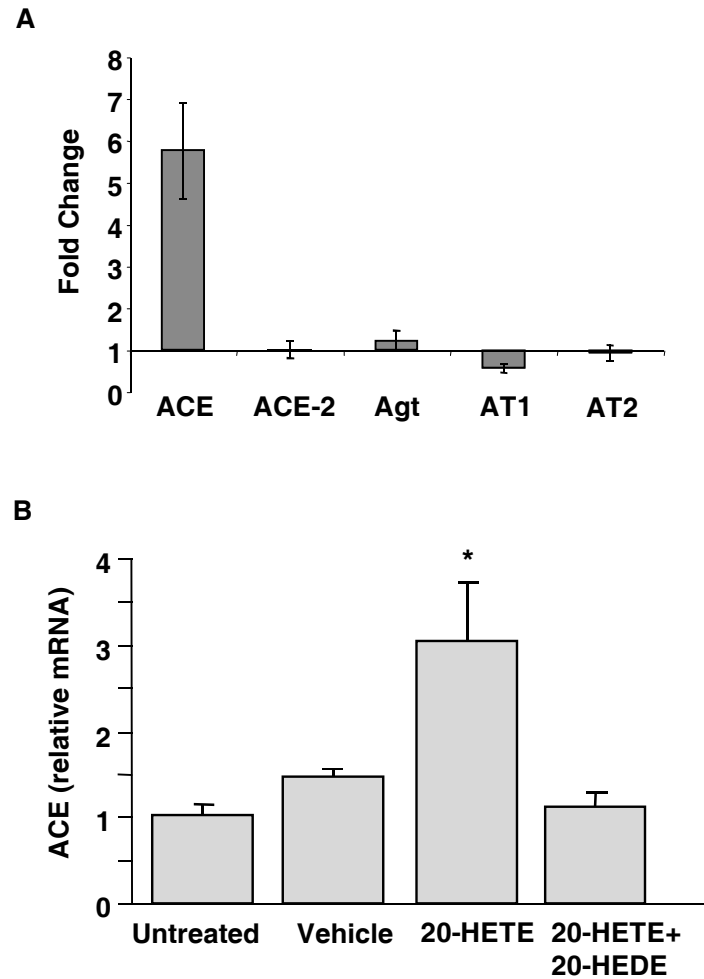 A
8
7
6
5
4
3
2
1
0
Fold Change
ACE ACE-2 Agt AT1 AT2
B
*
4
3
2
1
0
ACE (relative mRNA)
Untreated Vehicle 20-HETE 20-HETE+
20-HEDE